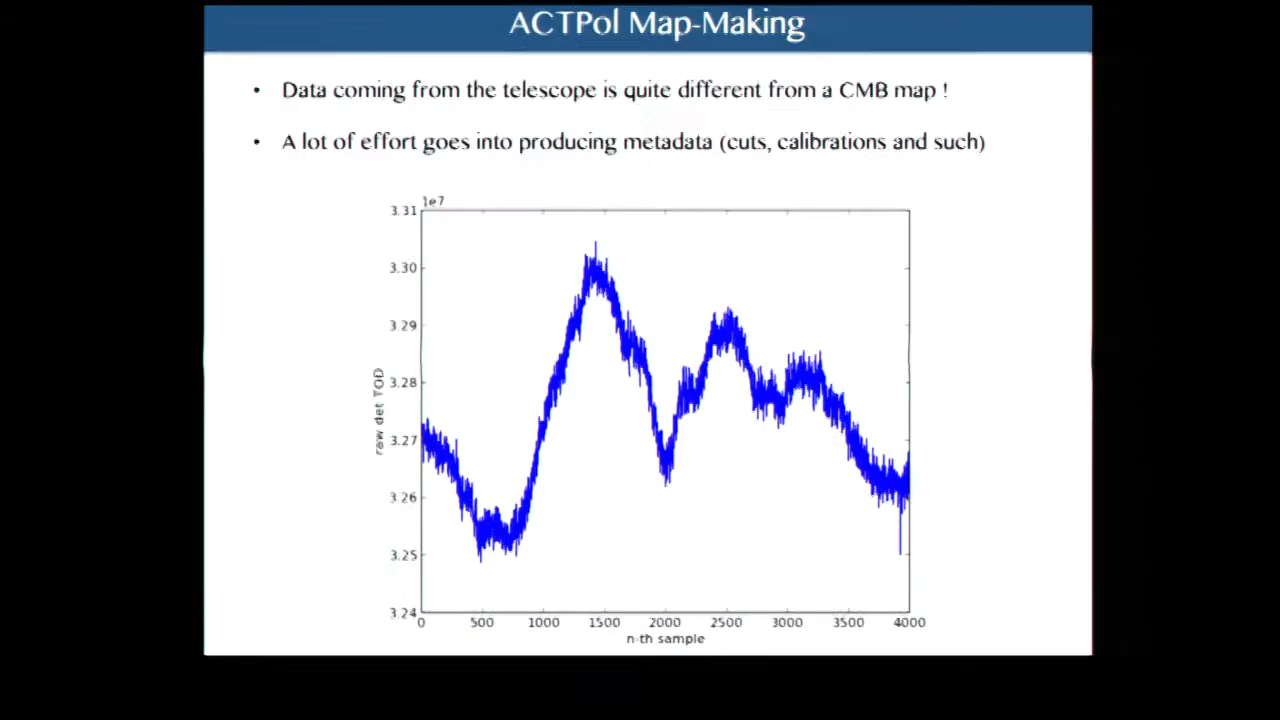 ACTPol Map-Making
• Data coming from the telescope is quite different from a CMB map !
• A lot of effort goes into producing metadata (cuts, calibrations and such)
1e7
3.31
3.30
3.29
3.28
3.27
3.26
3.25
3.24
raw det TOD
0 500 1000 1500 2000 2500 3000 3500 4000
n-th sample